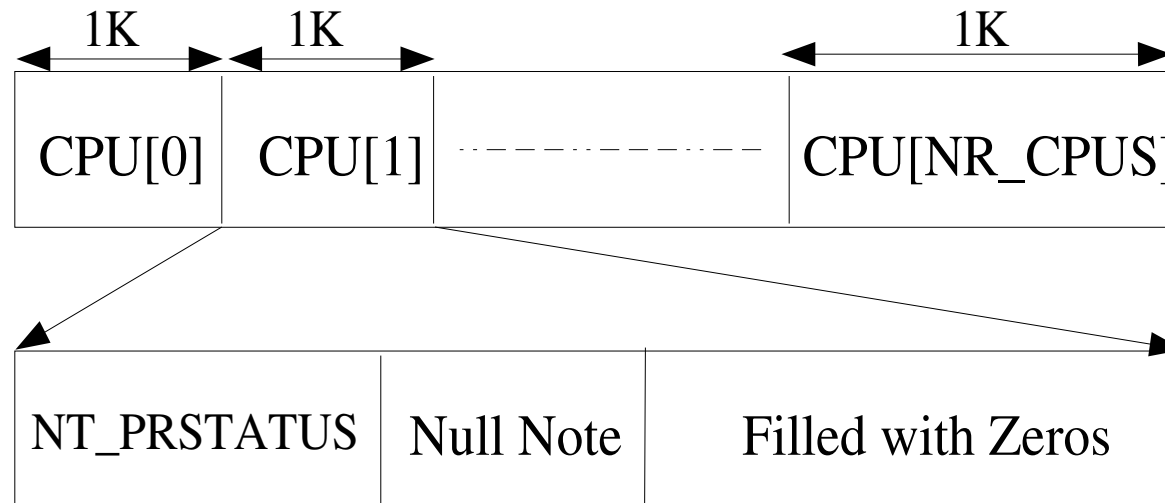 1K 1K 1K
CPU[0] CPU[1] CPU[NR_CPUS]
NT_PRSTATUS Null Note Filled with Zeros